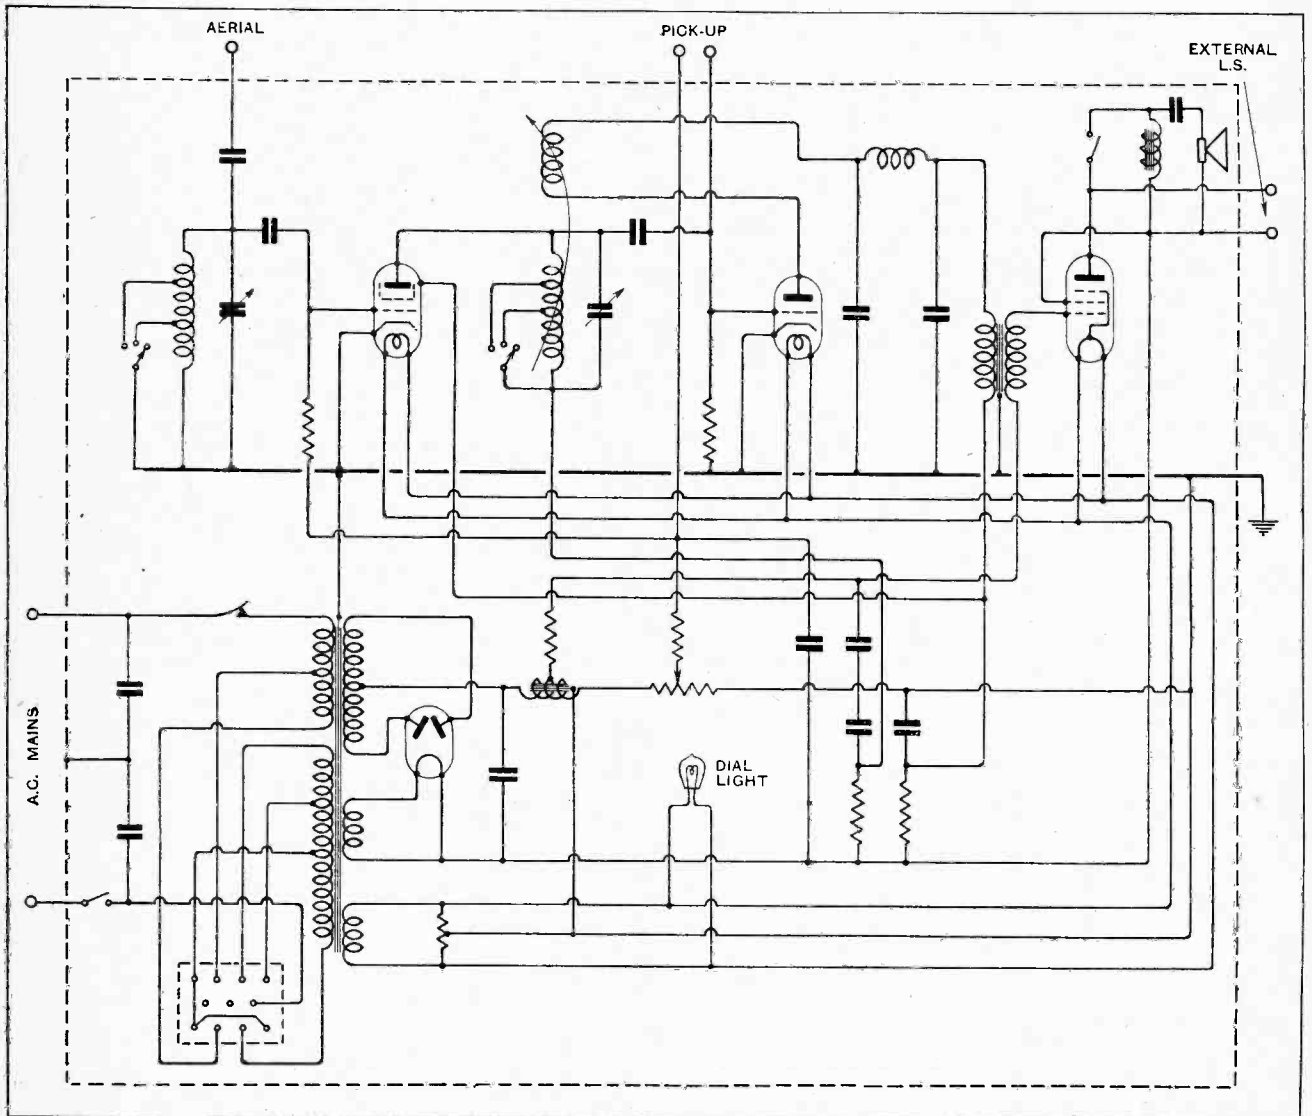 AERIAL
PICK-UP
EXTERNAL
L.S.
A.C. MAINS
DIAL
LIGHT